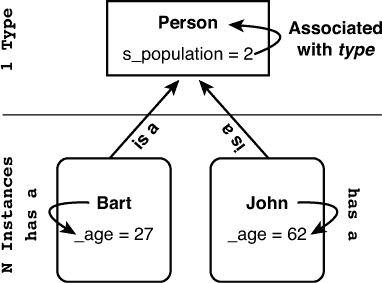 1 Type
Person
s_population = 2
Associated
with type
is a
is a
N Instances
has a
Bart
_age = 27
John
_age = 62
has a